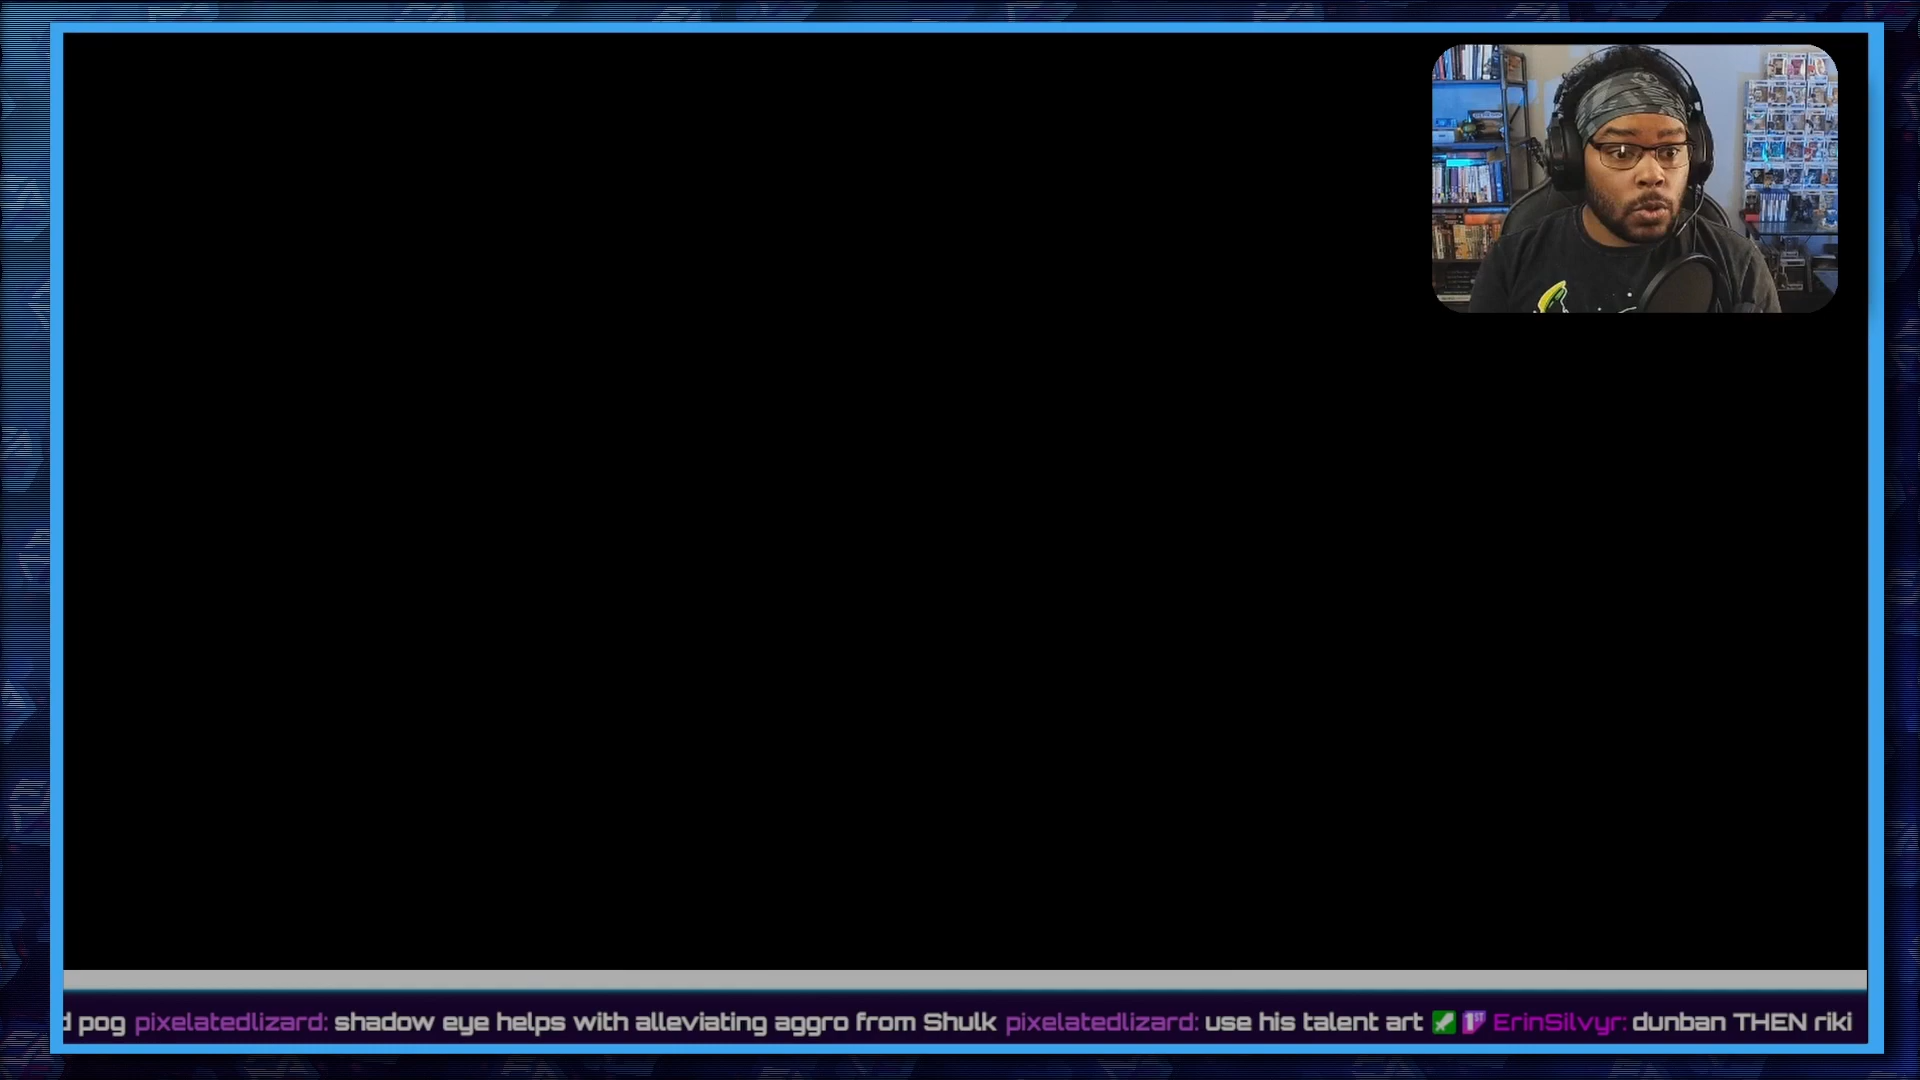 d pog pixelatedlizard: shadow eye helps with alleviating aggro from Shulk pixelatedlizard: use his talent art 1ST ErinSilvyr: dunban THEN riki